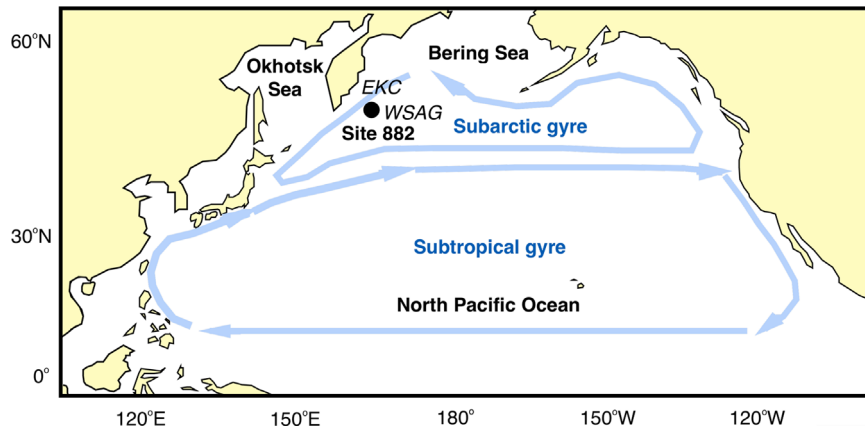 60°N
Bering Sea
Okhotsk
Sea
EKC
WSAG
Site 882
Subarctic gyre
30°N
Subtropical gyre
North Pacific Ocean
0°
120°E
150°E
180°
150°W
120°W